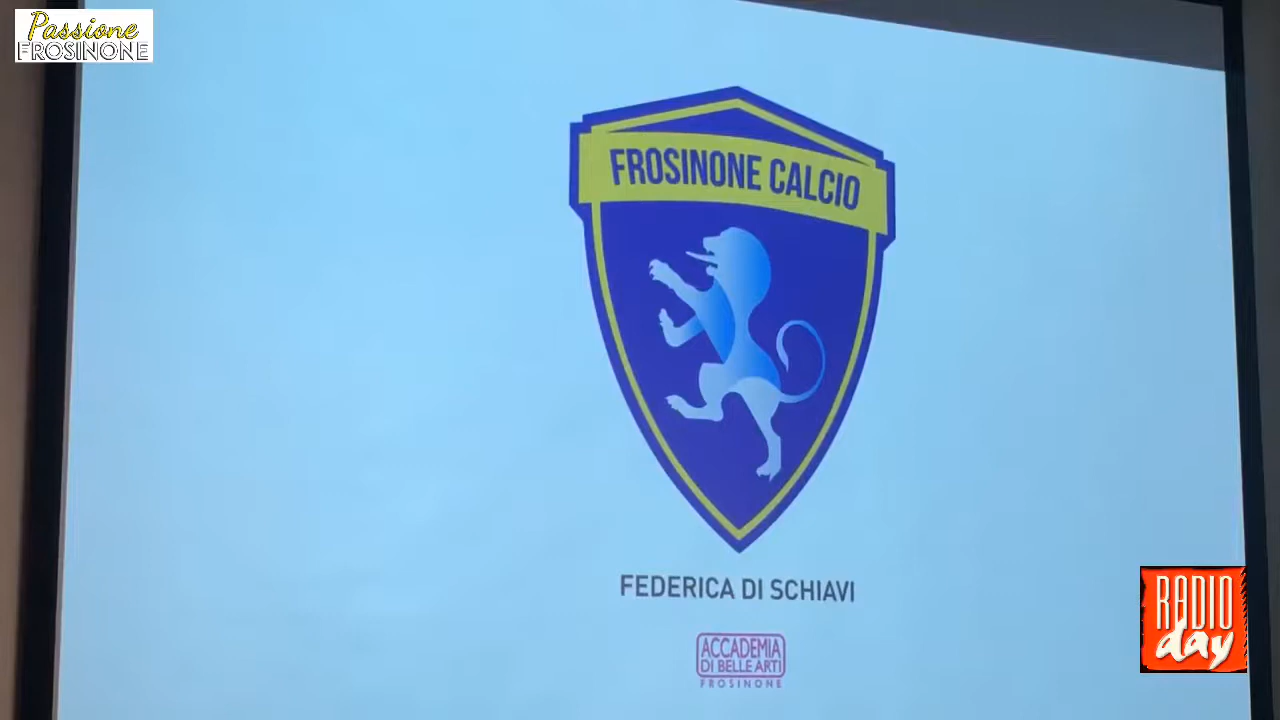 Passione
FROSINONE
FROSINONE CALCIO
FEDERICA DI SCHIAVI
ACCADEMIA
DI BELLE ARTI
FROSINONE
RADIO
day